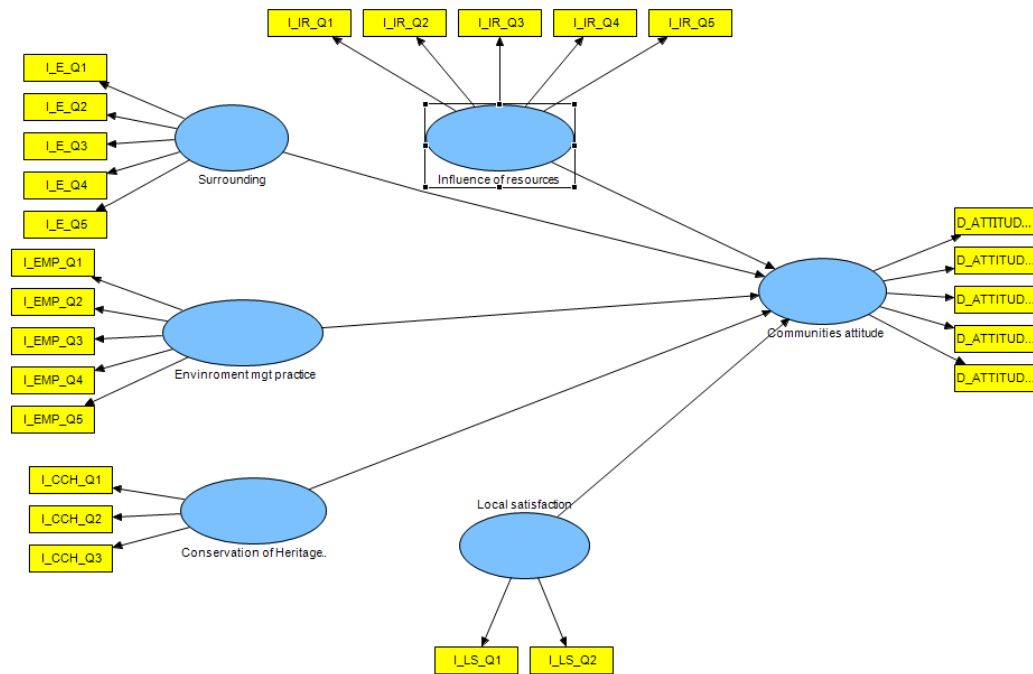 I_IR_Q1
I_IR_Q2
I_IR_Q3
I_IR_Q4
I_IR_Q5
I_E_Q1
I_E_Q2
I_E_Q3
I_E_Q4
I_E_Q5
Surrounding
Influence of resources
I_EMP_Q1
I_EMP_Q2
I_EMP_Q3
I_EMP_Q4
I_EMP_Q5
Envinroment mgt practice
D_ATTITUD...
D_ATTITUD...
D_ATTITUD...
D_ATTITUD...
D_ATTITUD...
Communities attitude
I_CCH_Q1
I_CCH_Q2
I_CCH_Q3
Conservation of Heritage..
Local satisfaction
I_LS_Q1
I_LS_Q2